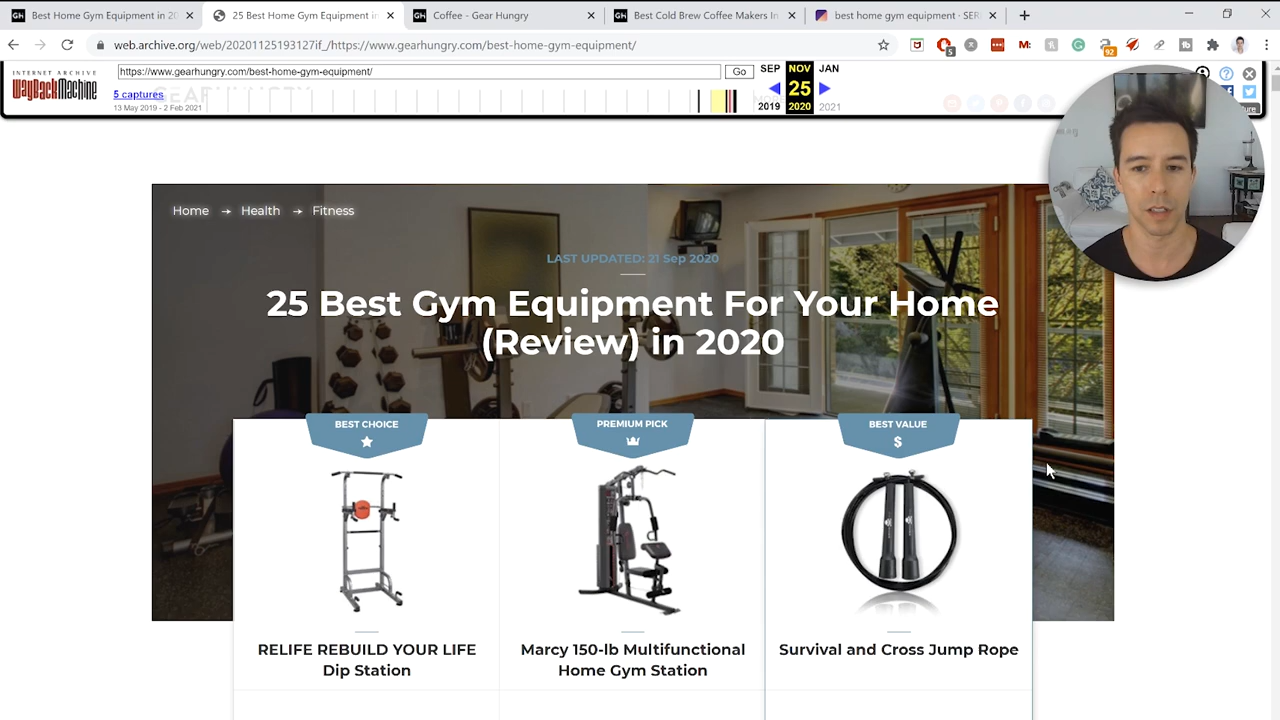 Best Home Gym Equipment in 20
25 Best Home Gym Equipment in
Coffee - Gear Hungry
Best Cold Brew Coffee Makers In
best home gym equipment · SER
web.archive.org/web/20201125193127if_/https://www.gearhungry.com/best-home-gym-equipment/
5
M:
92
INTERNET ARCHIVE
WayBackMachine
https://www.gearhungry.com/best-home-gym-equipment/
Go
SEP
NOV
JAN
5 captures
25
13 May 2019 - 2 Feb 2021
2019
2020
2021
GEARHUNGRY
Home → Health → Fitness
LAST UPDATED: 21 Sep 2020
25 Best Gym Equipment For Your Home
(Review) in 2020
BEST CHOICE
PREMIUM PICK
BEST VALUE
$
RELIFE REBUILD YOUR LIFE
Dip Station
Marcy 150-lb Multifunctional
Home Gym Station
Survival and Cross Jump Rope